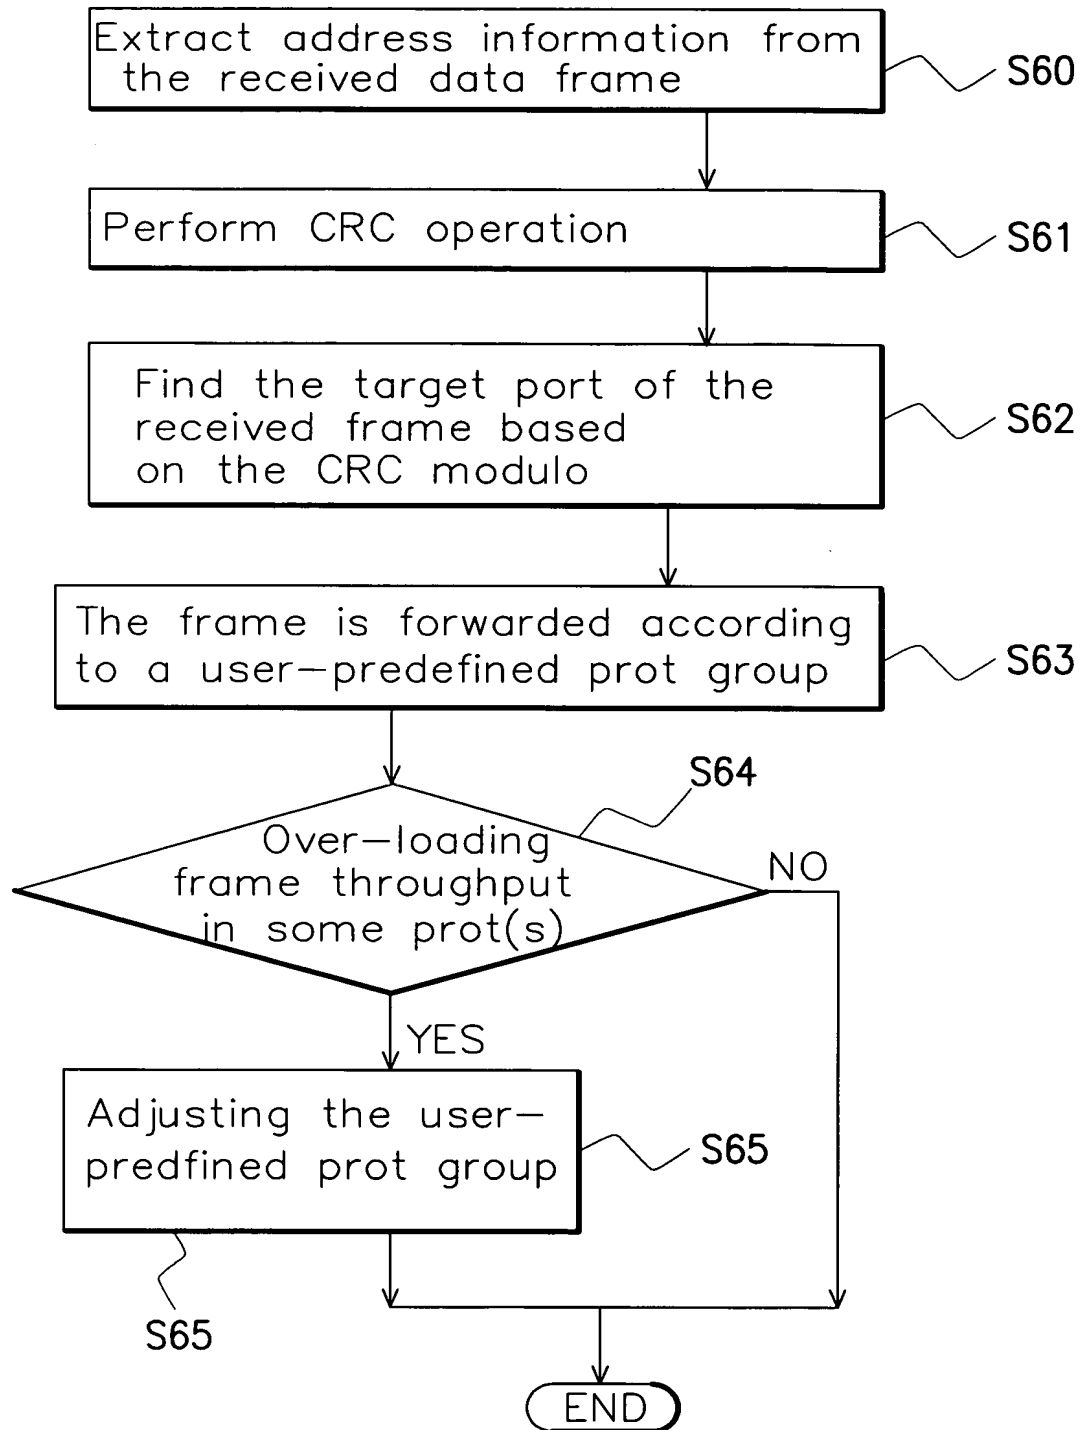 Extract address information from
the received data frame
S60
Perform CRC operation
S61
Find the target port of the
received frame based
on the CRC modulo
S62
The frame is forwarded according
to a user-predefined prot group
S63
S64
Over-loading
frame throughput
in some prot(s)
NO
YES
Adjusting the user-
predfined prot group
S65
S65
END